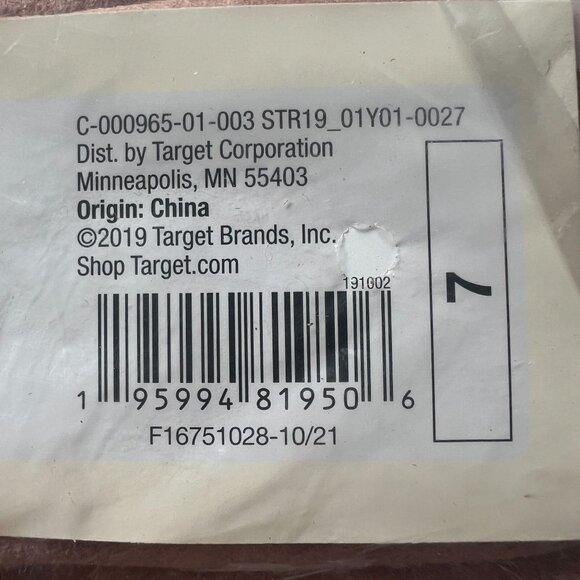 C-000965-01-003 STR19_01Y01-0027
Dist. by Target Corporation
Minneapolis, MN 55403
Origin: China
©2019 Target Brands, Inc.
Shop Target.com
191002
1 95994 81950 6
F16751028-10/21
7